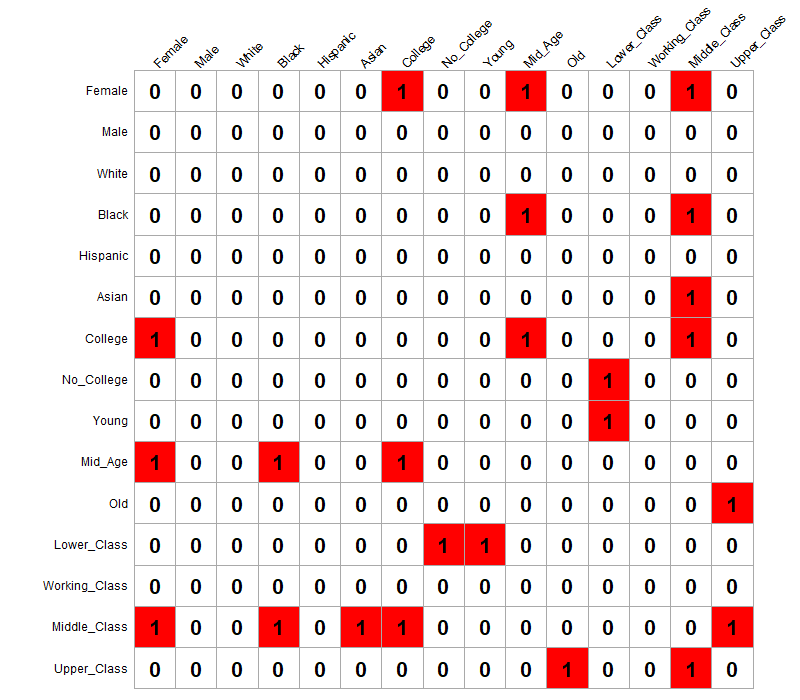 Female Male White Black Hispanic Asian College No_College Young Mid_Age Old Lower_Class Working_Class Middle_Class Upper_Class
Female 0 0 0 0 0 0 1 0 0 1 0 0 0 1 0
Male 0 0 0 0 0 0 0 0 0 0 0 0 0 0 0
White 0 0 0 0 0 0 0 0 0 0 0 0 0 0 0
Black 0 0 0 0 0 0 0 0 0 1 0 0 0 1 0
Hispanic 0 0 0 0 0 0 0 0 0 0 0 0 0 0 0
Asian 0 0 0 0 0 0 0 0 0 0 0 0 0 1 0
College 1 0 0 0 0 0 0 0 0 1 0 0 0 1 0
No_College 0 0 0 0 0 0 0 0 0 0 0 1 0 0 0
Young 0 0 0 0 0 0 0 0 0 0 0 1 0 0 0
Mid_Age 1 0 0 1 0 0 1 0 0 0 0 0 0 0 0
Old 0 0 0 0 0 0 0 0 0 0 0 0 0 0 1
Lower_Class 0 0 0 0 0 0 0 1 1 0 0 0 0 0 0
Working_Class 0 0 0 0 0 0 0 0 0 0 0 0 0 0 0
Middle_Class 1 0 0 1 0 1 1 0 0 0 0 0 0 0 1
Upper_Class 0 0 0 0 0 0 0 0 0 0 1 0 0 1 0